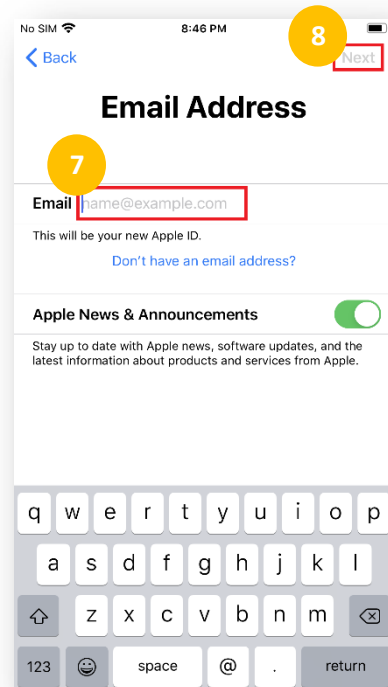 No SIM 8:46 PM
8
Back Next
Email Address
7
Email name@example.com
This will be your new Apple ID.
Don't have an email address?
Apple News & Announcements
Stay up to date with Apple news, software updates, and the
latest information about products and services from Apple.
q w e r t y u i o p
a s d f g h j k l
z x c v b n m
123 space @ . return